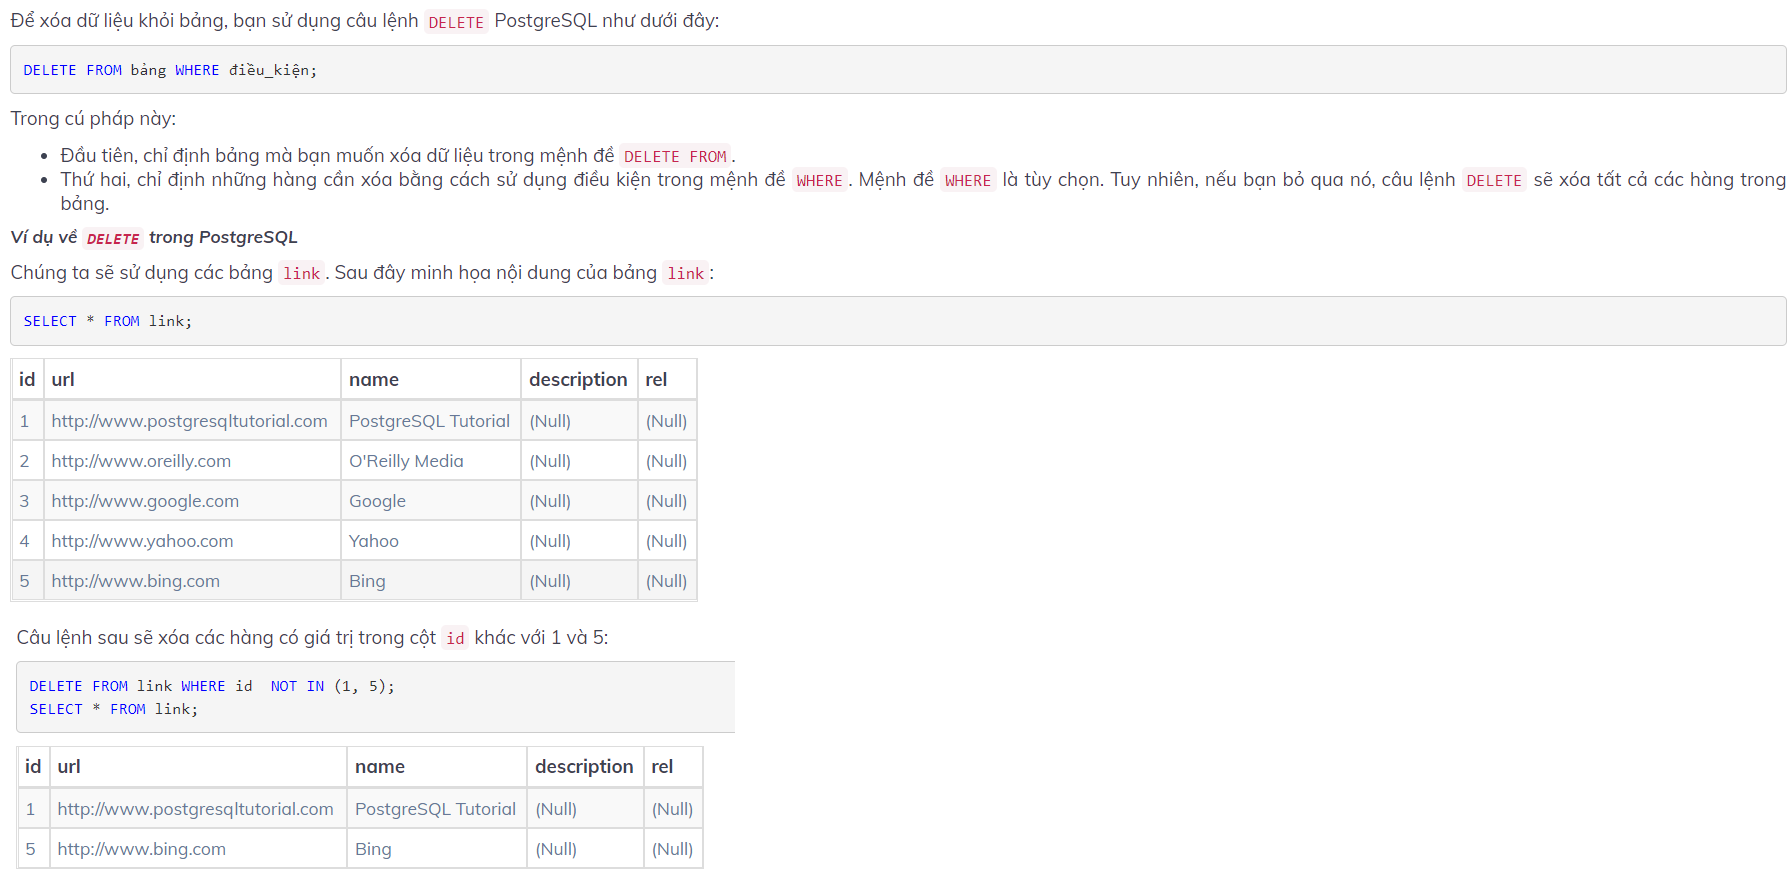 Để xóa dữ liệu khỏi bảng, bạn sử dụng câu lệnh DELETE PostgreSQL như dưới đây:
DELETE FROM bảng WHERE điều_kiện;
Trong cú pháp này:
• Đầu tiên, chỉ định bảng mà bạn muốn xóa dữ liệu trong mệnh đề DELETE FROM.
• Thứ hai, chỉ định những hàng cần xóa bằng cách sử dụng điều kiện trong mệnh đề WHERE. Mệnh đề WHERE là tùy chọn. Tuy nhiên, nếu bạn bỏ qua nó, câu lệnh DELETE sẽ xóa tất cả các hàng trong
bảng.
Ví dụ về DELETE trong PostgreSQL
Chúng ta sẽ sử dụng các bảng link. Sau đây minh họa nội dung của bảng link:
SELECT * FROM link;
id url name description rel
1 http://www.postgresqltutorial.com PostgreSQL Tutorial (Null) (Null)
2 http://www.oreilly.com O'Reilly Media (Null) (Null)
3 http://www.google.com Google (Null) (Null)
4 http://www.yahoo.com Yahoo (Null) (Null)
5 http://www.bing.com Bing (Null) (Null)
Câu lệnh sau sẽ xóa các hàng có giá trị trong cột id khác với 1 và 5:
DELETE FROM link WHERE id  NOT IN (1, 5);
SELECT * FROM link;
id url name description rel
1 http://www.postgresqltutorial.com PostgreSQL Tutorial (Null) (Null)
5 http://www.bing.com Bing (Null) (Null)